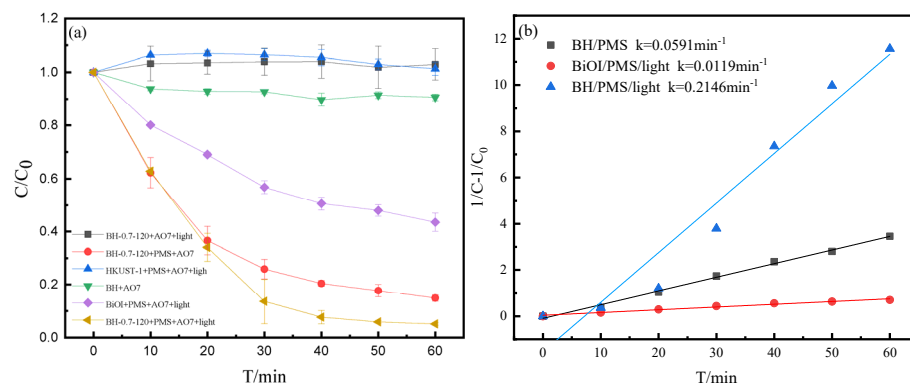 (a)
1.2
1.0
0.8
0.6
0.4
0.2
0.0
C/C0
BH-0.7-120+AO7+light
BH-0.7-120+PMS+AO7
HKUST-1+PMS+AO7+ligh
BH+AO7
BiOI+PMS+AO7+light
BH-0.7-120+PMS+AO7+light
0 10 20 30 40 50 60
T/min
(b)
12
10
8
6
4
2
0
1/C-1/C0
BH/PMS k=0.0591min-1
BiOI/PMS/light k=0.0119min-1
BH/PMS/light k=0.2146min-1
0 10 20 30 40 50 60
T/min